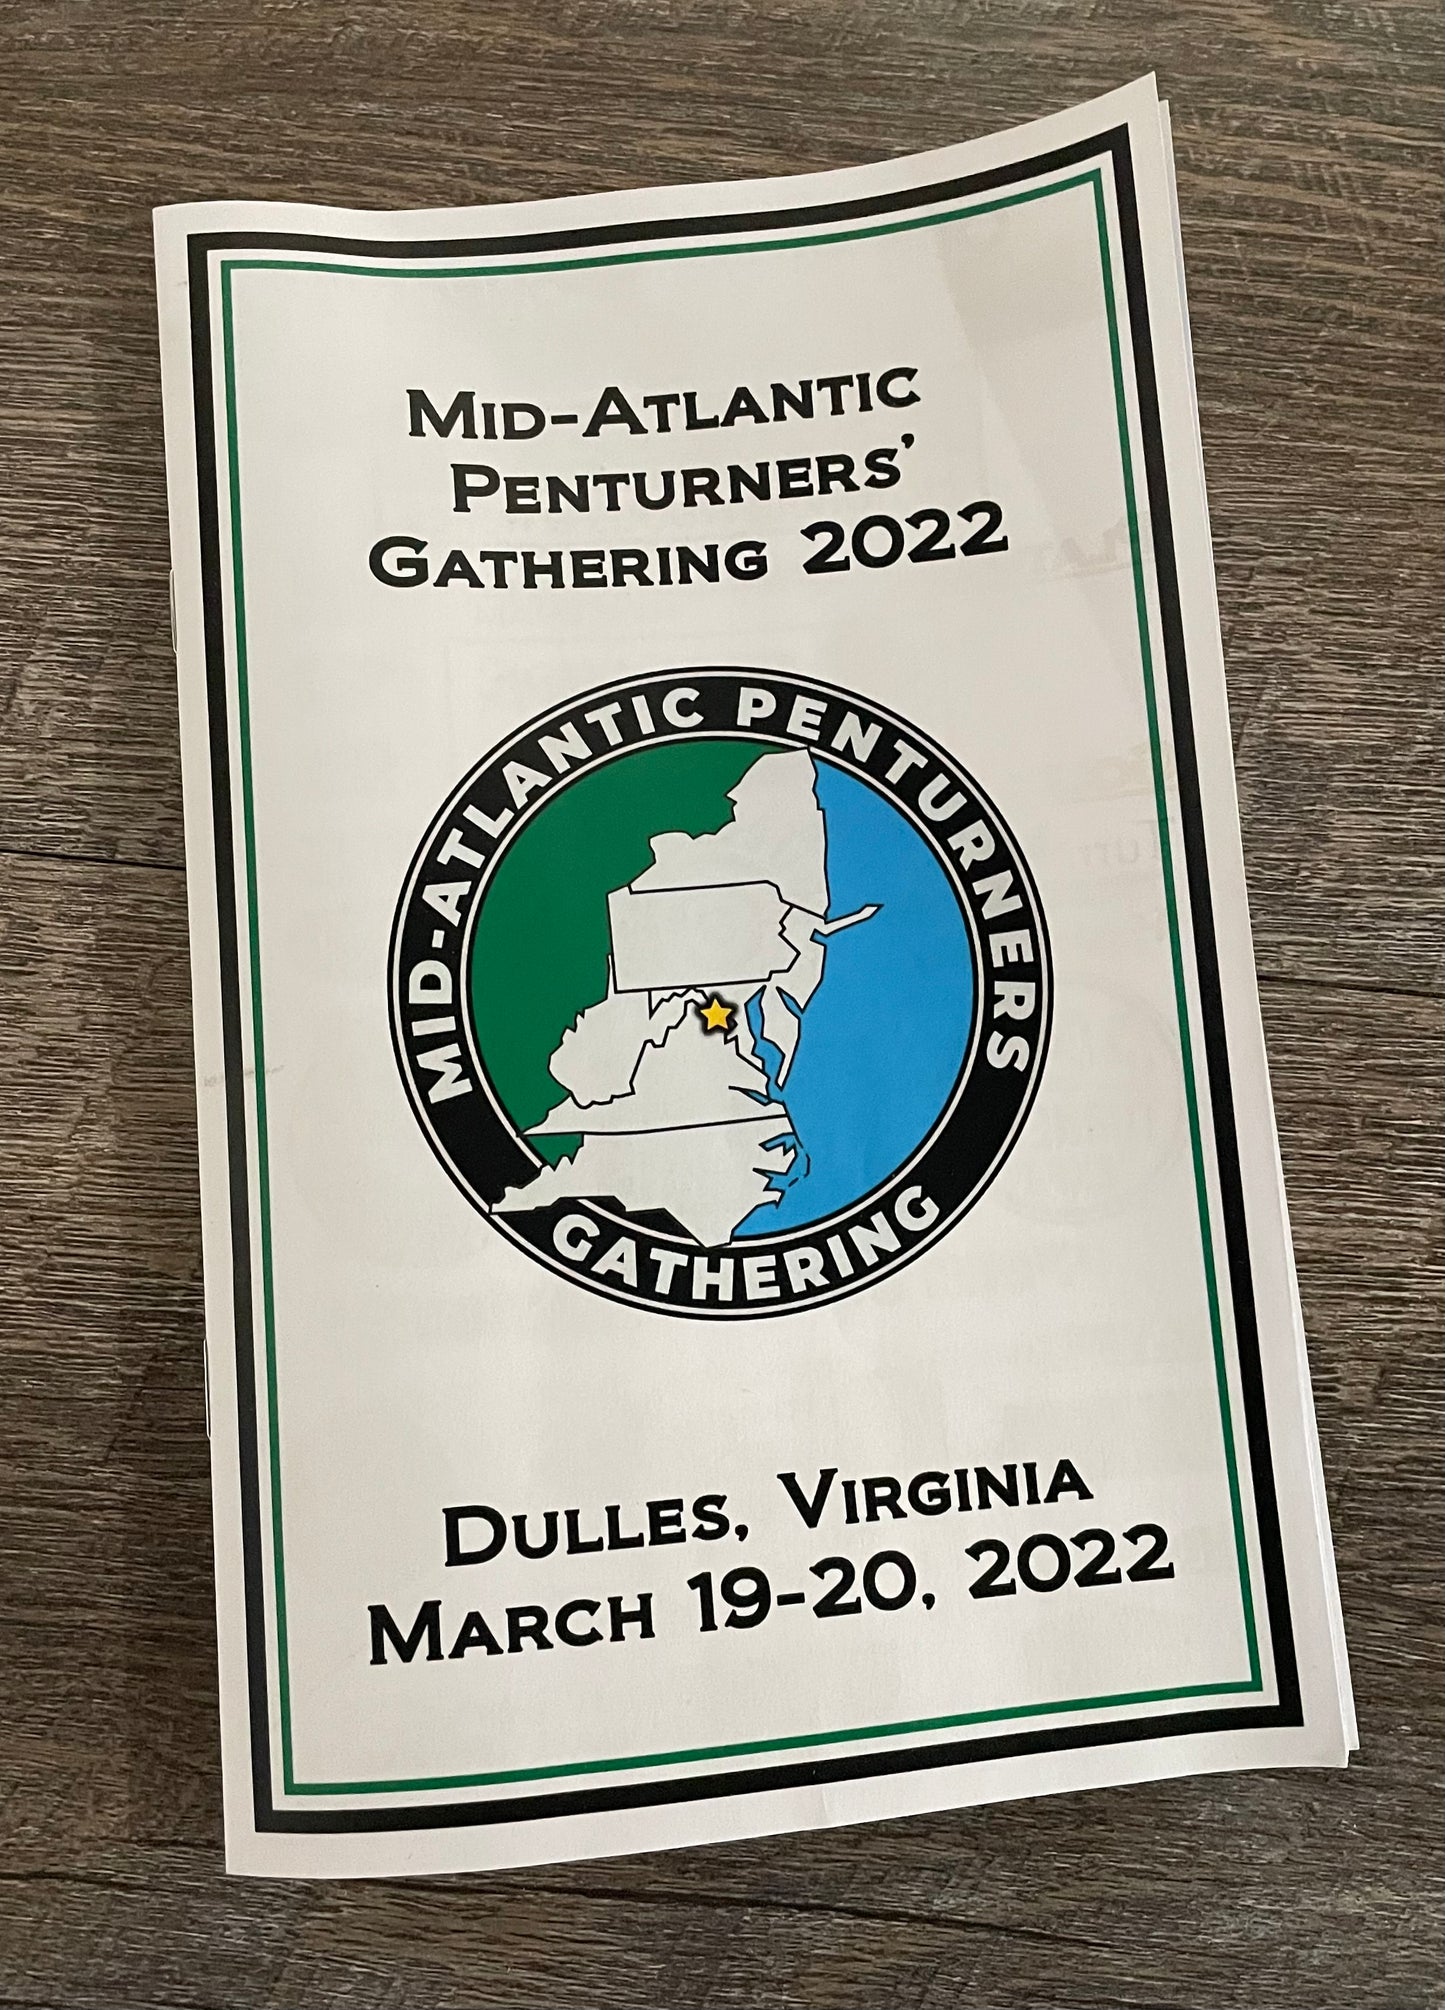 Mid-Atlantic
Penturners'
Gathering 2022
MID-ATLANTIC PENTURNERS
GATHERING
Dulles, Virginia
March 19-20, 2022